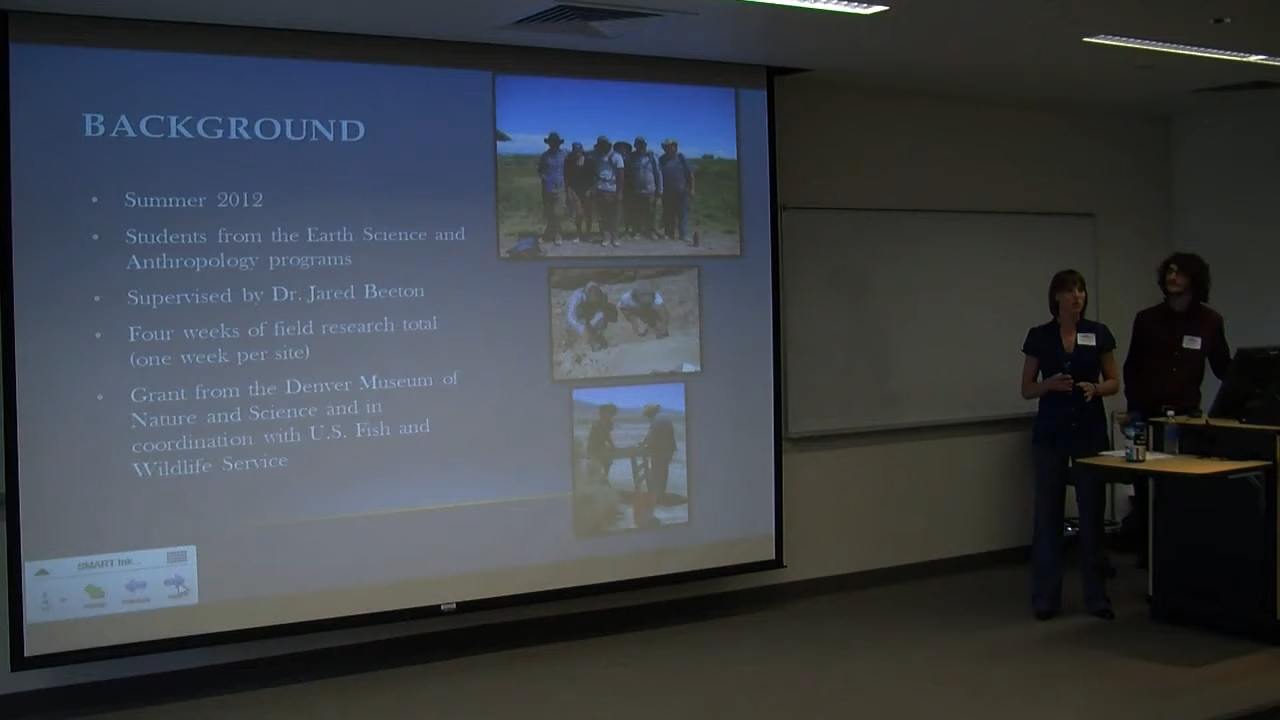 BACKGROUND
• Summer 2012
• Students from the Earth Science and
Anthropology programs
• Supervised by Dr. Jared Beeton
• Four weeks of field research total
(one week per site)
• Grant from the Denver Museum of
Nature and Science and in
coordination with U.S. Fish and
Wildlife Service
SMART Ink...